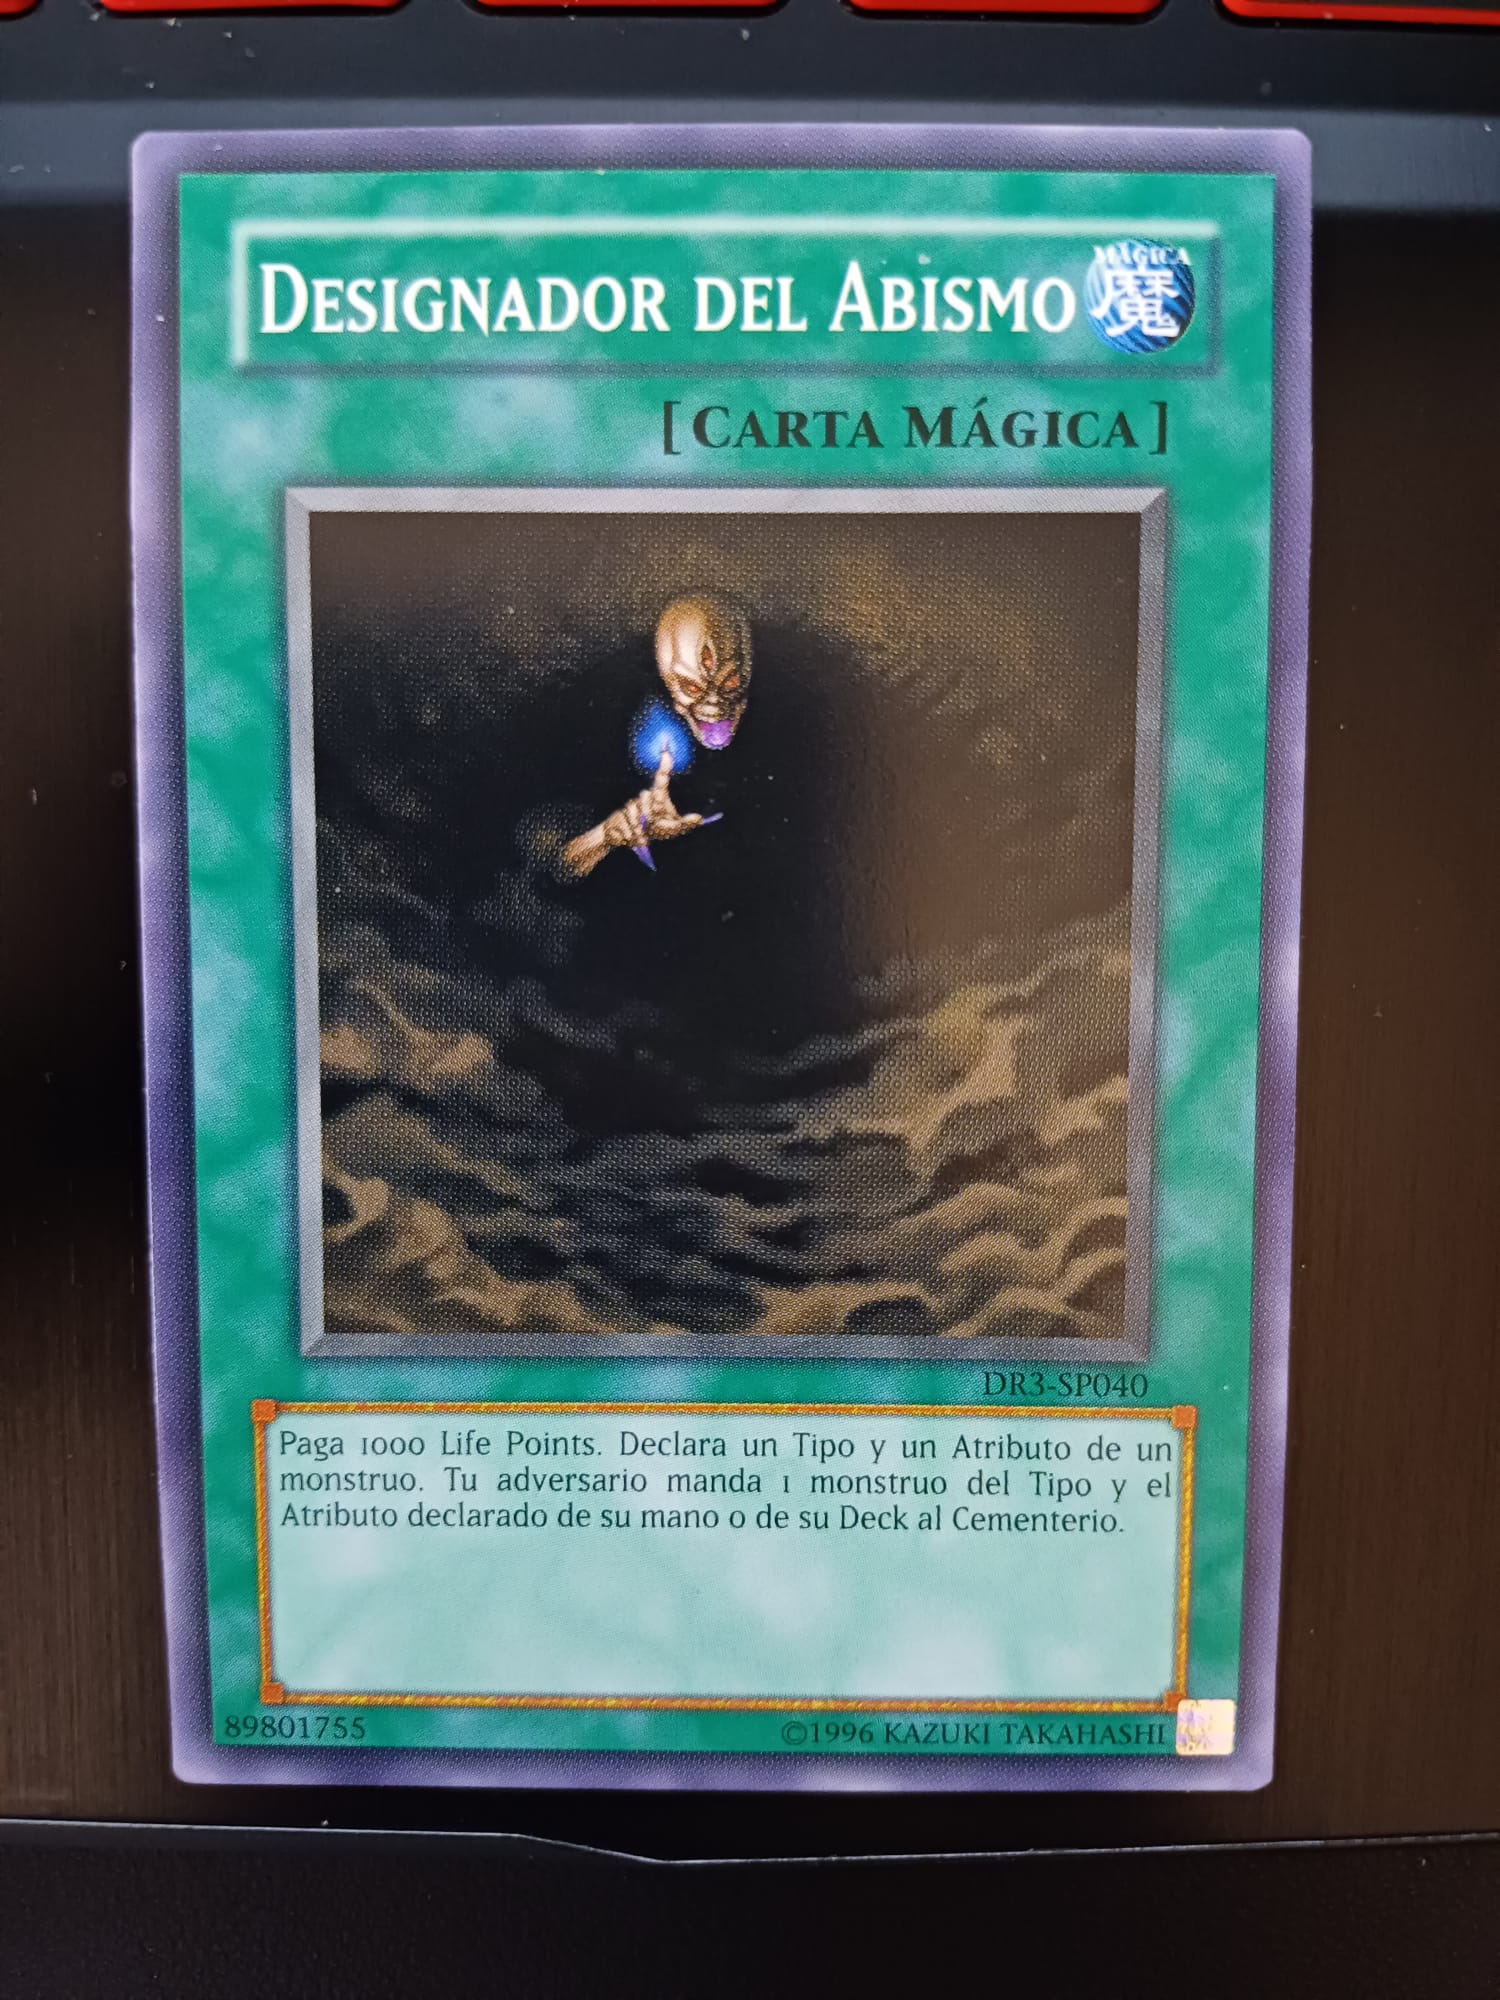 DESIGNADOR DEL ABISMO
MÁGICA
魔
[CARTA MÁGICA]
DR3-SP040
Paga 1000 Life Points. Declara un Tipo y un Atributo de un
monstruo. Tu adversario manda 1 monstruo del Tipo y el
Atributo declarado de su mano o de su Deck al Cementerio.
89801755
©1996 KAZUKI TAKAHASHI